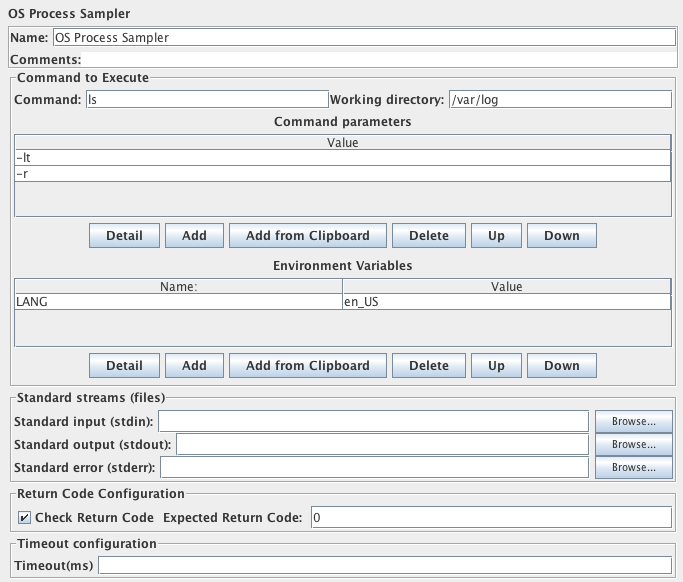 OS Process Sampler
Name: OS Process Sampler
Comments:
Command to Execute
Command: ls Working directory: /var/log
Command parameters
Value
-lt
-r
Detail Add Add from Clipboard Delete Up Down
Environment Variables
Name: Value
LANG en_US
Detail Add Add from Clipboard Delete Up Down
Standard streams (files)
Standard input (stdin): Browse...
Standard output (stdout): Browse...
Standard error (stderr): Browse...
Return Code Configuration
Check Return Code Expected Return Code: 0
Timeout configuration
Timeout(ms)